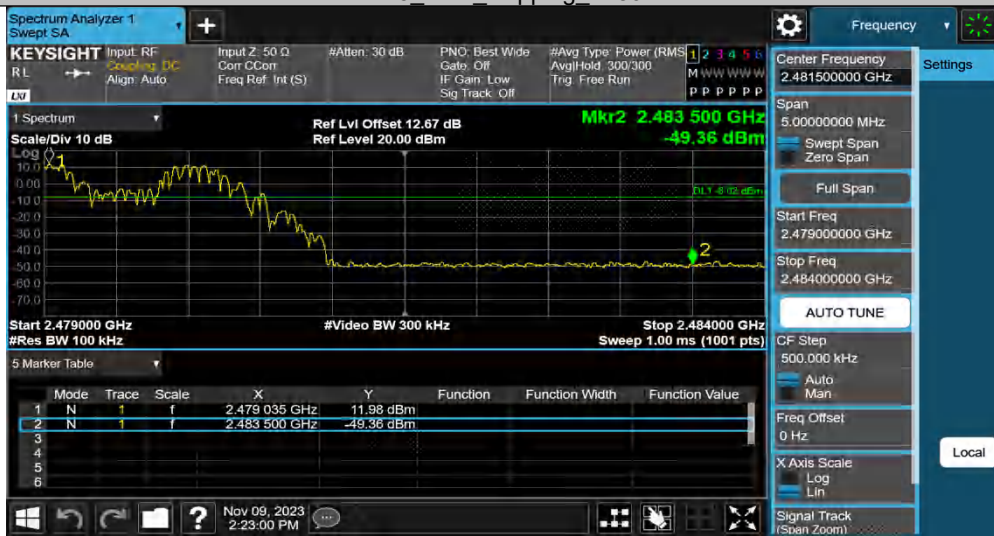 Spectrum Analyzer 1
Swept SA
+
Frequency
KEYSIGHT
RL
LXI
Input: RF
Coupling: DC
Align: Auto
Input Z: 50 Ω
Corr CCorr
Freq Ref: Int (S)
#Atten: 30 dB
PNO: Best Wide
Gate: Off
IF Gain: Low
Sig Track: Off
#Avg Type: Power (RMS
Avg|Hold: 300/300
Trig: Free Run
1 2 3 4 5 6
M W W W W W
P P P P P P
1 Spectrum
Scale/Div 10 dB
Ref Lvl Offset 12.67 dB
Ref Level 20.00 dBm
Mkr2 2.483 500 GHz
-49.36 dBm
Log
10.0
0.00
-10.0
-20.0
-30.0
-40.0
-50.0
-60.0
-70.0
1
DL1 -8.02 dBm
2
Start 2.479000 GHz
#Res BW 100 kHz
#Video BW 300 kHz
Stop 2.484000 GHz
Sweep 1.00 ms (1001 pts)
5 Marker Table
Mode Trace Scale X Y Function Function Width Function Value
1 N 1 f 2.479 035 GHz 11.98 dBm
2 N 1 f 2.483 500 GHz -49.36 dBm
3
4
5
6
?
Nov 09, 2023
2:23:00 PM
Center Frequency
2.481500000 GHz
Span
5.00000000 MHz
Swept Span
Zero Span
Full Span
Start Freq
2.479000000 GHz
Stop Freq
2.484000000 GHz
AUTO TUNE
CF Step
500.000 kHz
Auto
Man
Freq Offset
0 Hz
X Axis Scale
Log
Lin
Signal Track
(Span Zoom)
Settings
Local